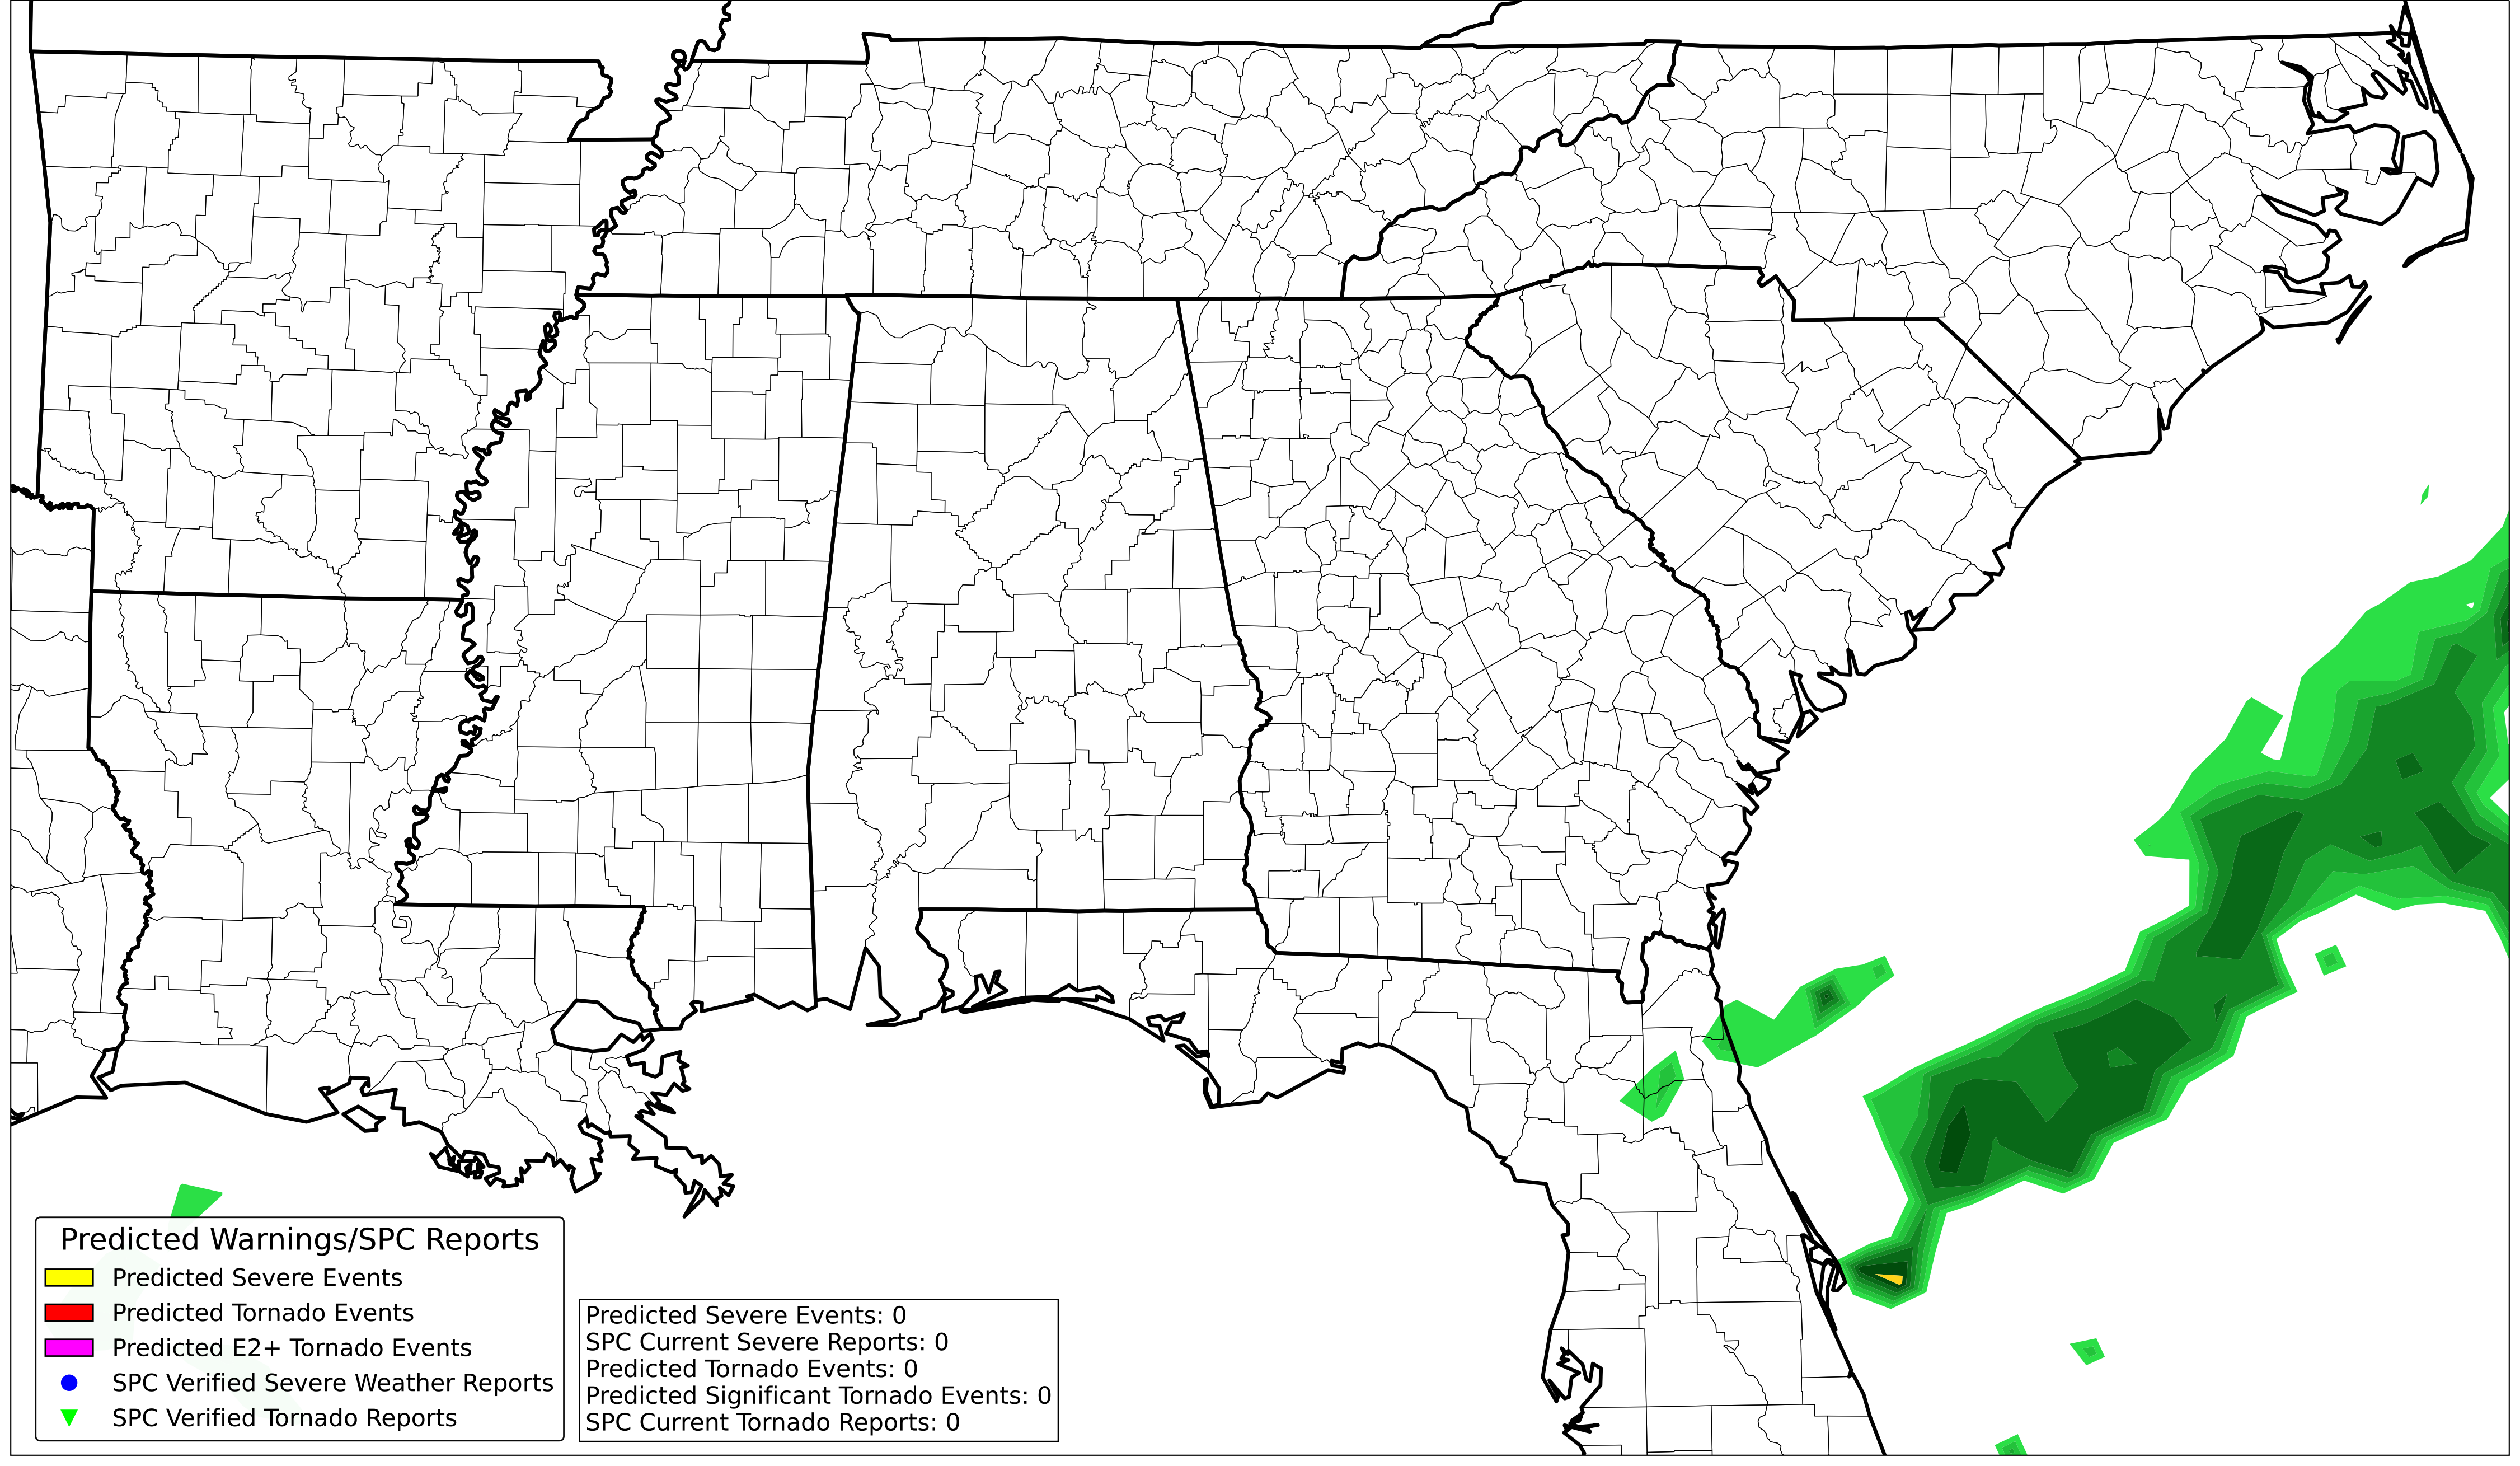 Predicted Warnings/SPC Reports
Predicted Severe Events
Predicted Tornado Events
Predicted E2+ Tornado Events
SPC Verified Severe Weather Reports
SPC Verified Tornado Reports
Predicted Severe Events: 0
SPC Current Severe Reports: 0
Predicted Tornado Events: 0
Predicted Significant Tornado Events: 0
SPC Current Tornado Reports: 0